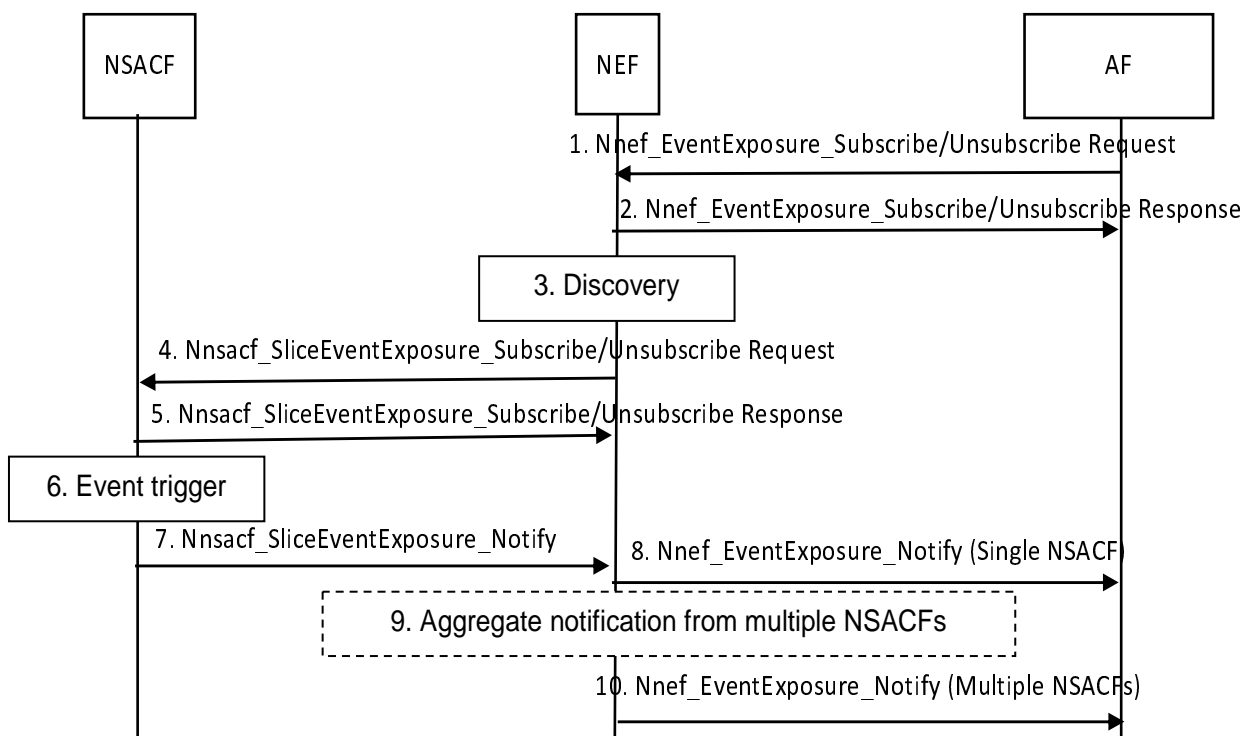 NSACF
NEF
AF
1. Nnef_EventExposure_Subscribe/Unsubscribe Request
2. Nnef_EventExposure_Subscribe/Unsubscribe Response
3. Discovery
4. Nnsacf_SliceEventExposure_Subscribe/Unsubscribe Request
5. Nnsacf_SliceEventExposure_Subscribe/Unsubscribe Response
6. Event trigger
7. Nnsacf_SliceEventExposure_Notify
8. Nnef_EventExposure_Notify (Single NSACF)
9. Aggregate notification from multiple NSACFs
10. Nnef_EventExposure_Notify (Multiple NSACFs)